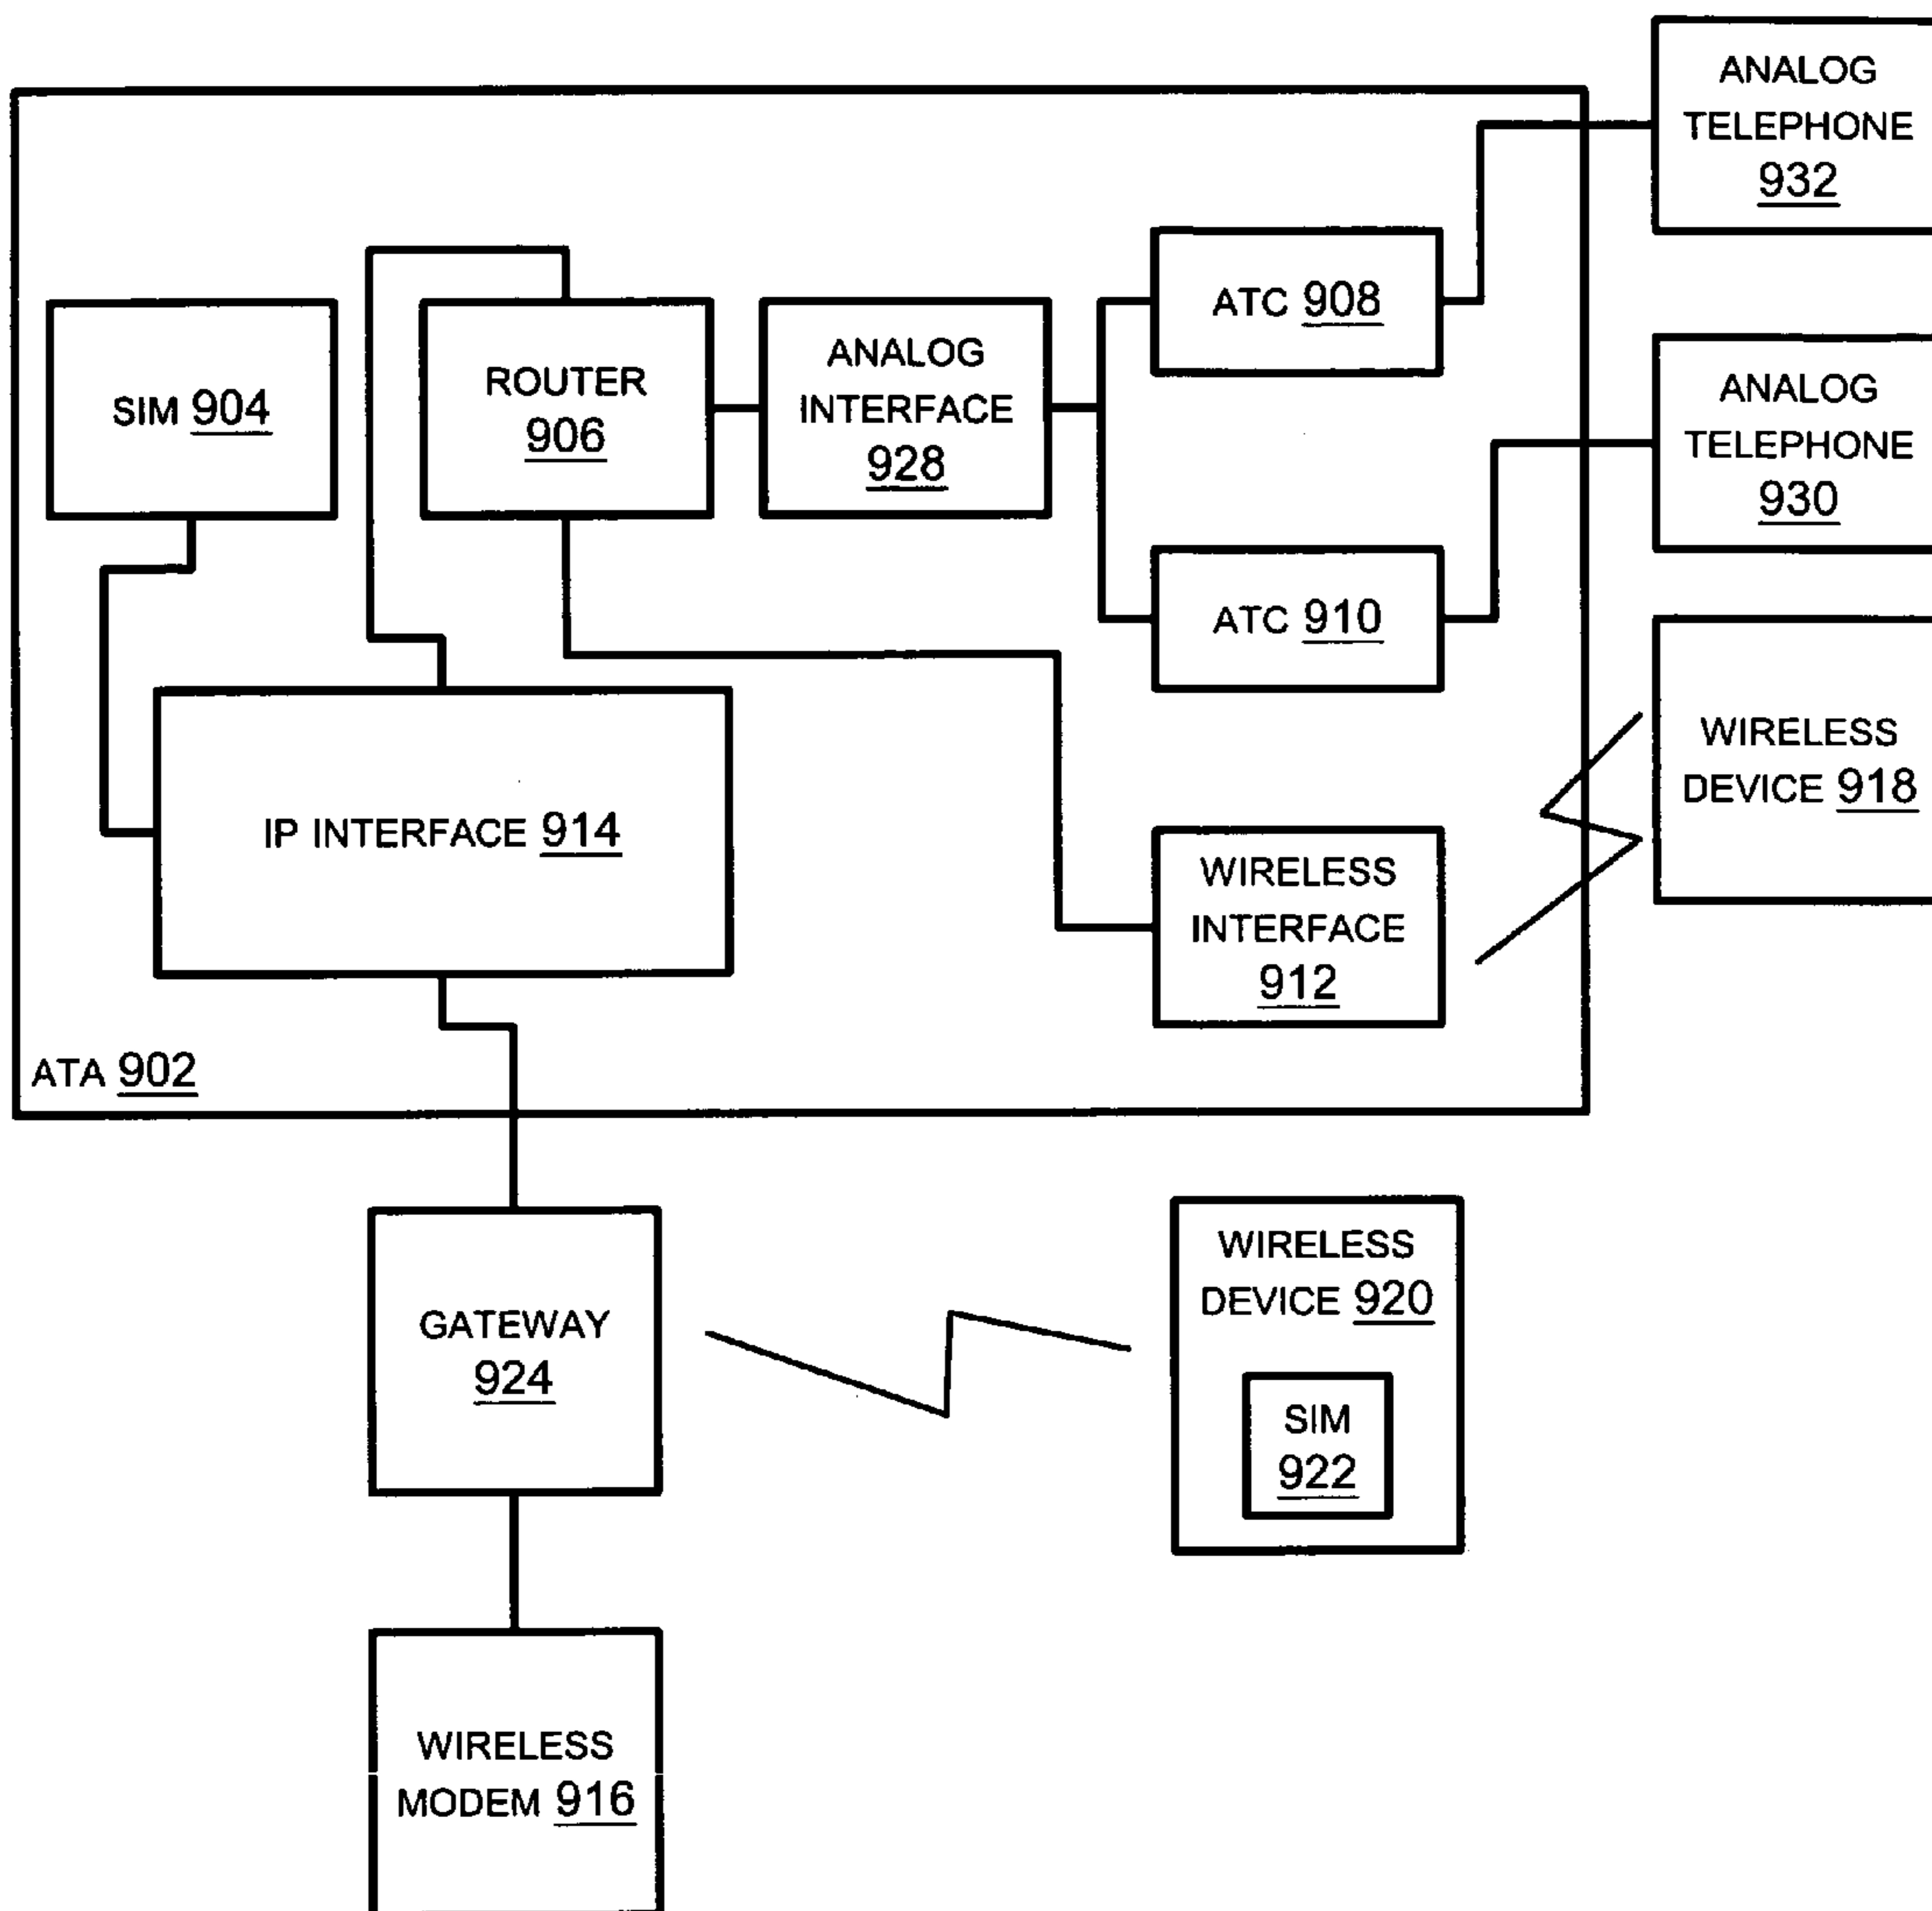 ANALOG
TELEPHONE
932
ATC 908
SIM 904
ROUTER
906
ANALOG
INTERFACE
928
ANALOG
TELEPHONE
930
ATC 910
WIRELESS
DEVICE 918
IP INTERFACE 914
WIRELESS
INTERFACE
912
ATA 902
GATEWAY
924
WIRELESS
DEVICE 920
SIM
922
WIRELESS
MODEM 916